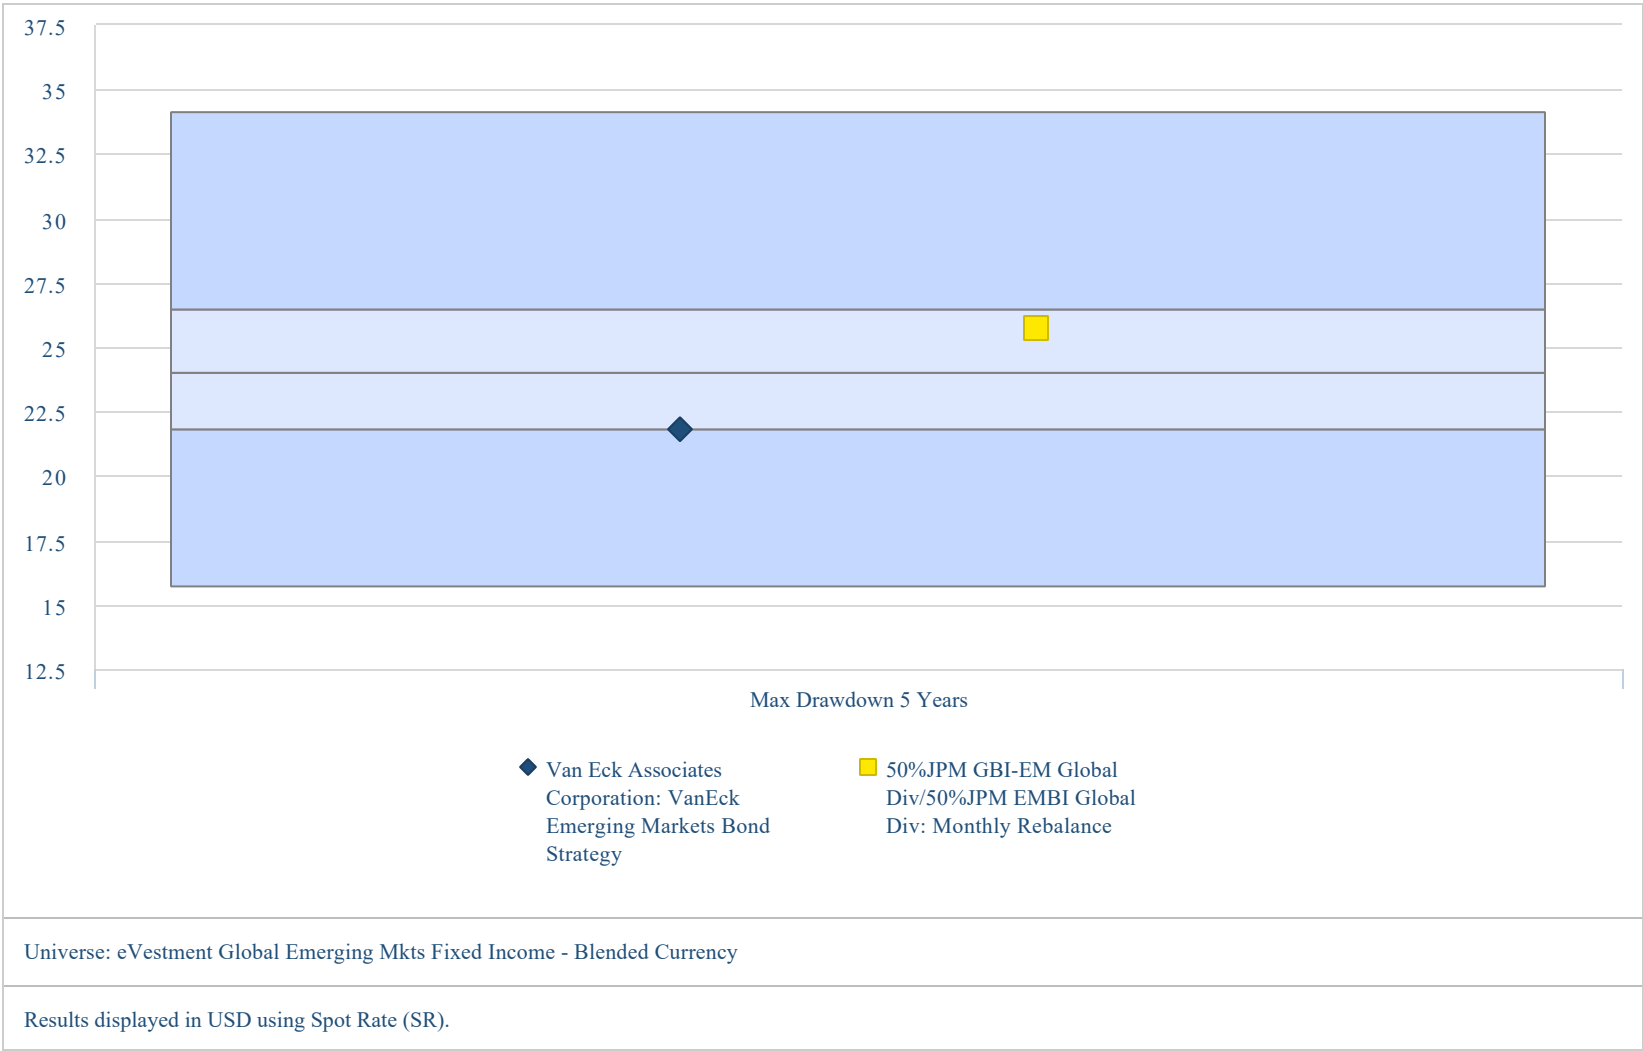 37.5
35
32.5
30
27.5
25
22.5
20
17.5
15
12.5
Max Drawdown 5 Years
Van Eck Associates
Corporation: VanEck
Emerging Markets Bond
Strategy
50%JPM GBI-EM Global
Div/50%JPM EMBI Global
Div: Monthly Rebalance
Universe: eVestment Global Emerging Mkts Fixed Income - Blended Currency
Results displayed in USD using Spot Rate (SR).